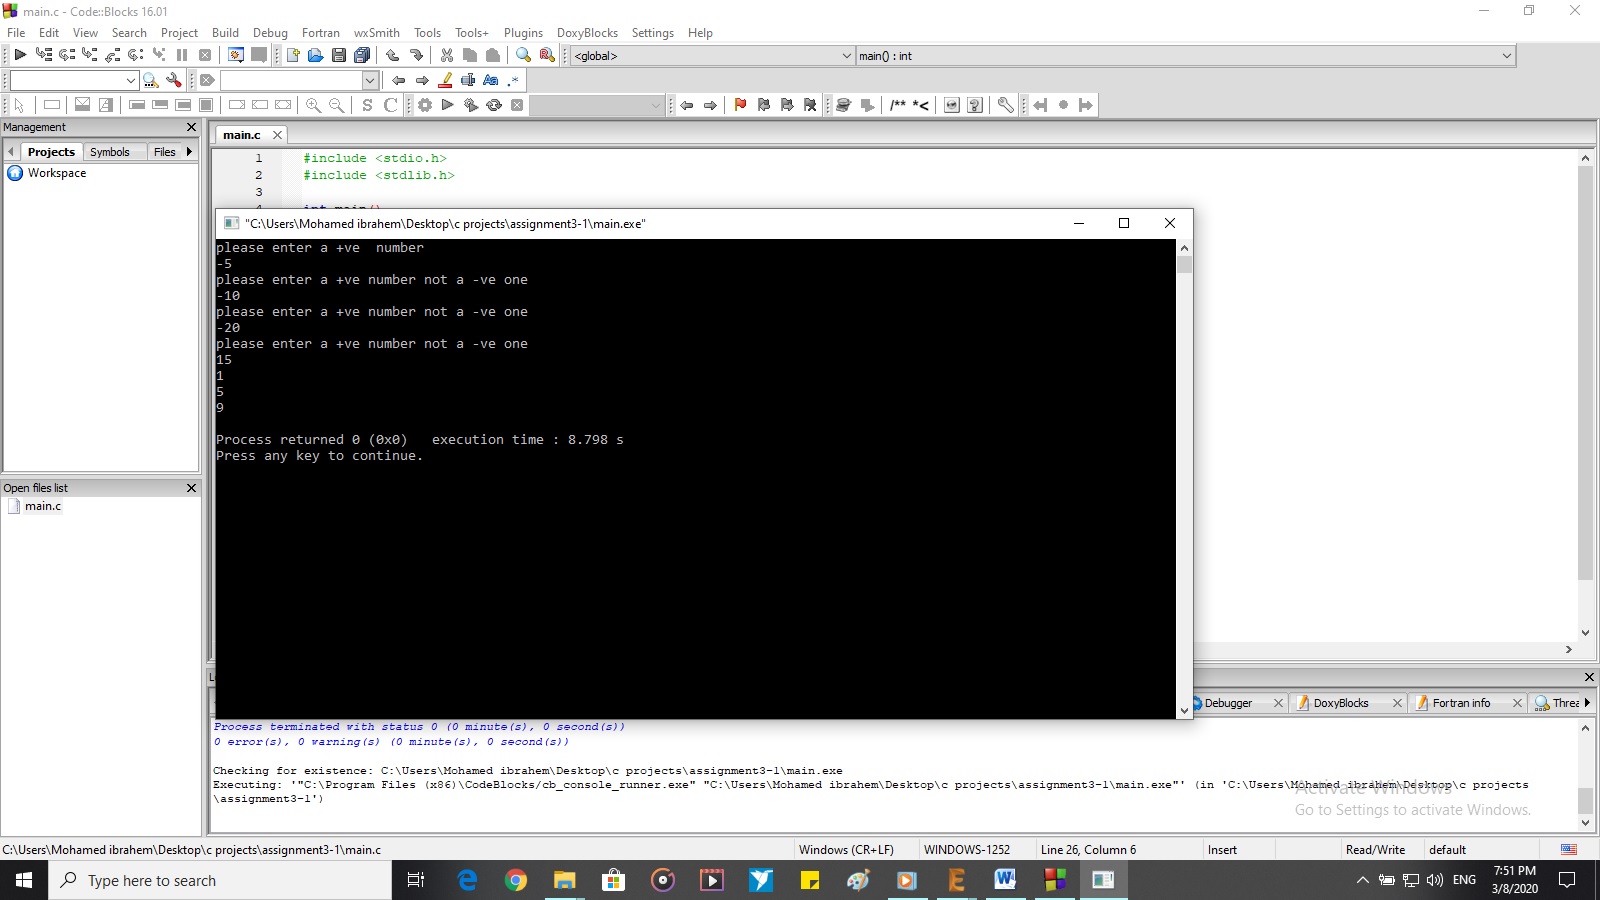 main.c - Code::Blocks 16.01
File Edit View Search Project Build Debug Fortran wxSmith Tools Tools+ Plugins DoxyBlocks Settings Help
<global> main() : int
S C /** *<
Aa .*
Management
Projects Symbols Files
Workspace
main.c
1 #include <stdio.h>
2 #include <stdlib.h>
3
4 int main()
"C:\Users\Mohamed ibrahem\Desktop\c projects\assignment3-1\main.exe"
please enter a +ve  number
-5
please enter a +ve number not a -ve one
-10
please enter a +ve number not a -ve one
-20
please enter a +ve number not a -ve one
15
1
5
9
Process returned 0 (0x0)   execution time : 8.798 s
Press any key to continue.
Open files list
main.c
Debugger DoxyBlocks Fortran info Threa
Process terminated with status 0 (0 minute(s), 0 second(s))
0 error(s), 0 warning(s) (0 minute(s), 0 second(s))
Checking for existence: C:\Users\Mohamed ibrahem\Desktop\c projects\assignment3-1\main.exe
Executing: '"C:\Program Files (x86)\CodeBlocks/cb_console_runner.exe" "C:\Users\Mohamed ibrahem\Desktop\c projects\assignment3-1\main.exe"' (in 'C:\Users\Mohamed ibrahem\Desktop\c projects
\assignment3-1')
Activate Windows
Go to Settings to activate Windows.
C:\Users\Mohamed ibrahem\Desktop\c projects\assignment3-1\main.c Windows (CR+LF) WINDOWS-1252 Line 26, Column 6 Insert Read/Write default
Type here to search
ENG
7:51 PM
3/8/2020